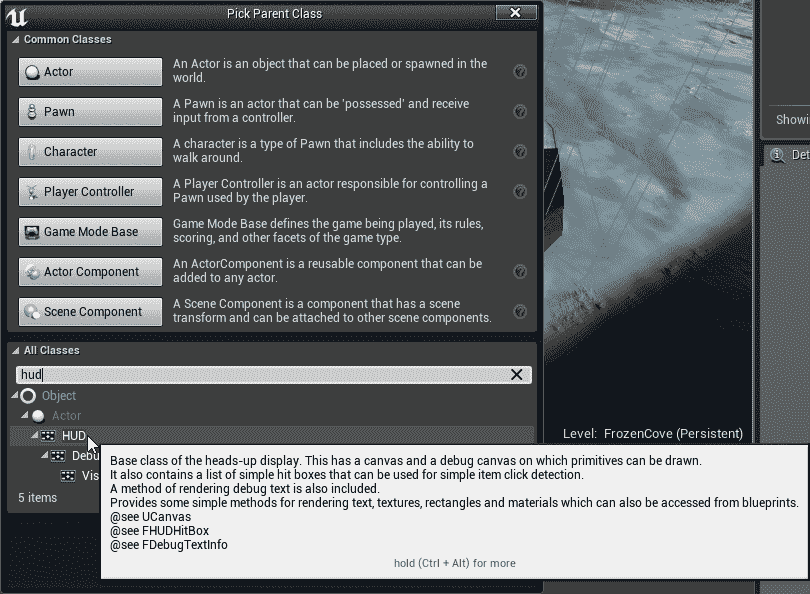 Pick Parent Class
Common Classes
Actor
An Actor is an object that can be placed or spawned in the
world.
Pawn
A Pawn is an actor that can be 'possessed' and receive
input from a controller.
Character
A character is a type of Pawn that includes the ability to
walk around.
Player Controller
A Player Controller is an actor responsible for controlling a
Pawn used by the player.
Game Mode Base
Game Mode Base defines the game being played, its rules,
scoring, and other facets of the game type.
Actor Component
An ActorComponent is a reusable component that can be
added to any actor.
Scene Component
A Scene Component is a component that has a scene
transform and can be attached to other scene components.
All Classes
hud
Object
Actor
HUD
Debu
Vis
5 items
Base class of the heads-up display. This has a canvas and a debug canvas on which primitives can be drawn.
It also contains a list of simple hit boxes that can be used for simple item click detection.
A method of rendering debug text is also included.
Provides some simple methods for rendering text, textures, rectangles and materials which can also be accessed from blueprints.
@see UCanvas
@see FHUDHitBox
@see FDebugTextInfo
hold (Ctrl + Alt) for more
Level: FrozenCove (Persistent)
Showi
Det